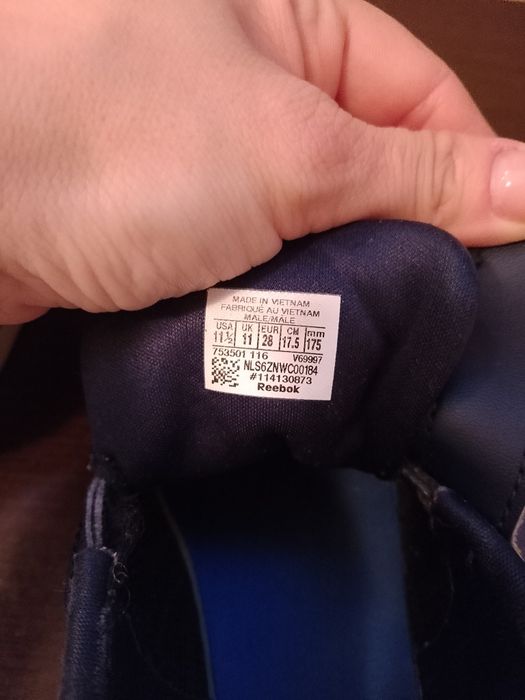 MADE IN VIETNAM
FABRIQUÉ AU VIETNAM
MALE/MALE
USA UK EUR CM mm
11½ 11 28 17.5 175
753501 116 V69997
NLS6ZNWC00184
#114130873
Reebok